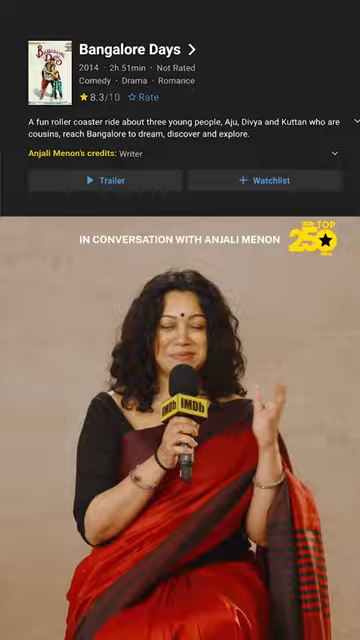 Bangalore Days
2014 · 2h 51min · Not Rated
Comedy · Drama · Romance
8.3/10 Rate
A fun roller coaster ride about three young people, Aju, Divya and Kuttan who are
cousins, reach Bangalore to dream, discover and explore.
Anjali Menon's credits: Writer
Trailer
Watchlist
IN CONVERSATION WITH ANJALI MENON
TOP
250
IMDb IMDb